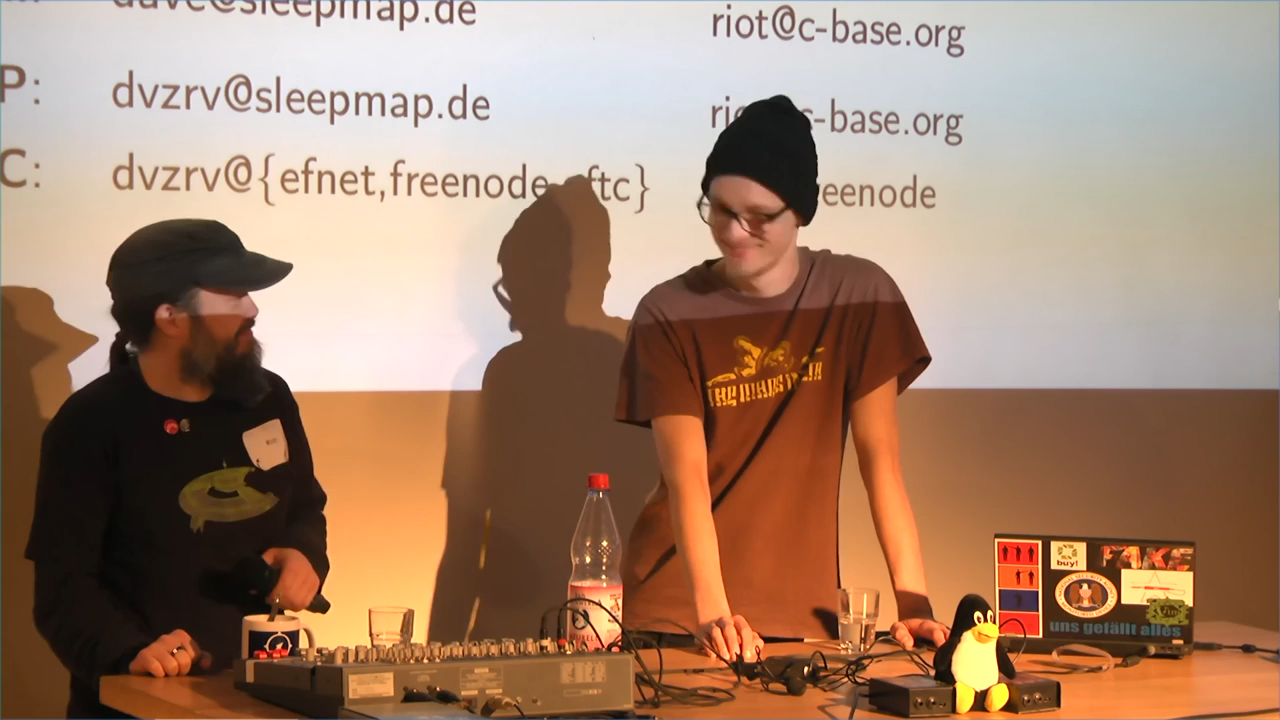 dave@sleepmap.de riot@c-base.org
P: dvzrv@sleepmap.de -base.org
C: dvzrv@{efnet,freenode ftc} eenode
buy!
FAKE
uns gefällt alles